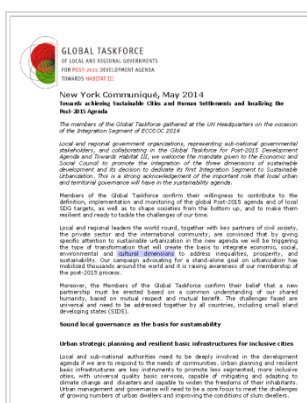 GLOBAL TASKFORCE
OF LOCAL AND REGIONAL GOVERNMENTS
FOR POST-2015 DEVELOPMENT AGENDA
TOWARDS HABITAT III
New York Communiqué, May 2014
Towards achieving Sustainable Cities and Human Settlements and localizing the
Post-2015 Agenda
The members of the Global Taskforce gathered at the UN Headquarters on the occasion
of the Integration Segment of ECOSOC 2014
Local and regional government organizations, representing sub-national governmental
stakeholders, and collaborating in the Global Taskforce for Post-2015 Development
Agenda and Towards Habitat III, we welcome the mandate given to the Economic and
Social Council to promote the integration of the three dimensions of sustainable
development and its decision to dedicate its first Integration Segment to Sustainable
Urbanization. This is a strong acknowledgement of the important role that local urban
and territorial governance will have in the sustainability agenda.
Members of the Global Taskforce confirm their willingness to contribute to the
definition, implementation and monitoring of the global Post-2015 agenda and of local
SDG targets, as well as to shape societies from the bottom up, and to make them
resilient and ready to tackle the challenges of our time.
Local and regional leaders the world round, together with key partners of civil society,
the private sector and the international community, are convinced that by giving
specific attention to sustainable urbanization in the new agenda we will be triggering
the type of transformation that will create the basis to integrate economic, social,
environmental and cultural dimensions to address inequalities, prosperity, and
sustainability. Our campaign advocating for a stand-alone goal on urbanization has
mobilized thousands around the world and it is raising awareness of our membership of
the post-2015 process.
Moreover, the Members of the Global Taskforce confirm their belief that a new
partnership must be erected based on a common understanding of our shared
humanity, based on mutual respect and mutual benefit. The challenges faced are
universal and need to be addressed together by all countries, including small island
developing states (SIDS).
Sound local governance as the basis for sustainability
Urban strategic planning and resilient basic infrastructures for inclusive cities
Local and sub-national authorities need to be deeply involved in the development
agenda if we are to respond to the needs of communities. Urban planning and resilient
basic infrastructures are key instruments to promote less segmented, more inclusive
cities, with universal quality basic services, capable of mitigating and adapting to
climate change and disasters and capable to widen the freedoms of their inhabitants.
Urban management and governance will need to be a core focus to meet the challenges
of growing numbers of urban dwellers and improving the conditions of slum dwellers.